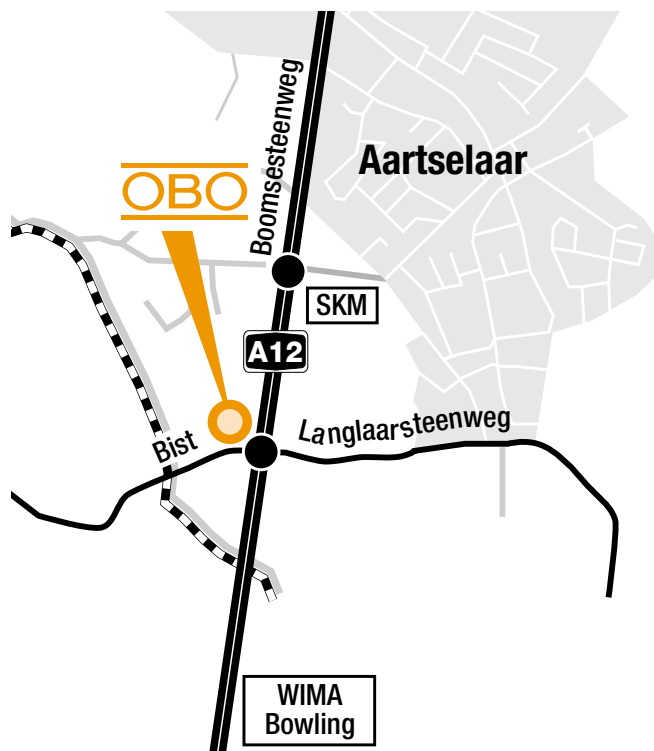 Boomsesteenweg
Aartselaar
OBO
SKM
A12
Langlaarsteenweg
Bist
WIMA
Bowling